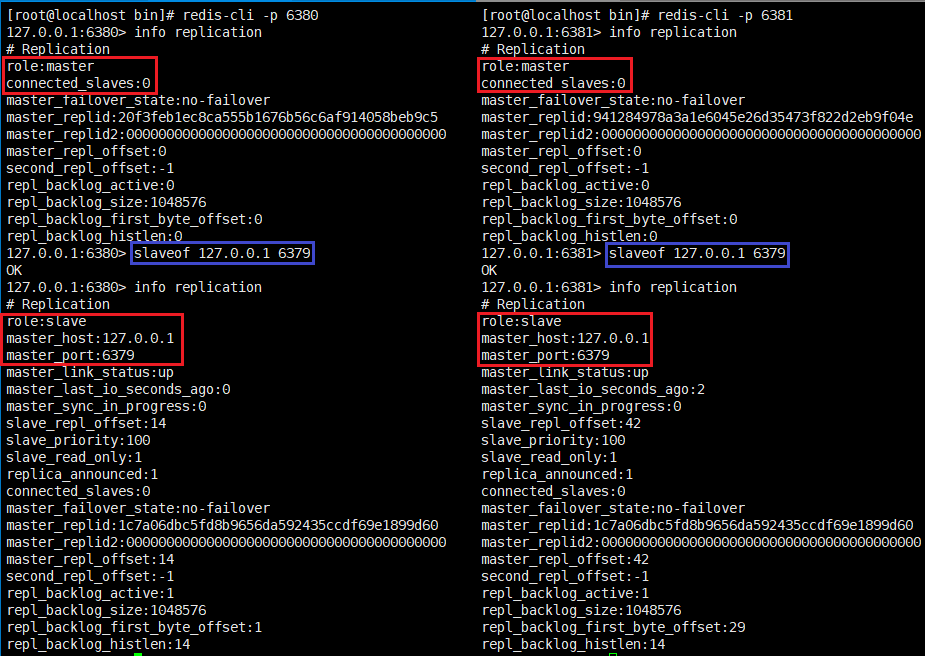 [root@localhost bin]# redis-cli -p 6380
127.0.0.1:6380> info replication
# Replication
role:master
connected_slaves:0
master_failover_state:no-failover
master_replid:20f3feb1ec8ca555b1676b56c6af914058beb9c5
master_replid2:0000000000000000000000000000000000000000
master_repl_offset:0
second_repl_offset:-1
repl_backlog_active:0
repl_backlog_size:1048576
repl_backlog_first_byte_offset:0
repl_backlog_histlen:0
127.0.0.1:6380> slaveof 127.0.0.1 6379
OK
127.0.0.1:6380> info replication
# Replication
role:slave
master_host:127.0.0.1
master_port:6379
master_link_status:up
master_last_io_seconds_ago:0
master_sync_in_progress:0
slave_repl_offset:14
slave_priority:100
slave_read_only:1
replica_announced:1
connected_slaves:0
master_failover_state:no-failover
master_replid:1c7a06dbc5fd8b9656da592435ccdf69e1899d60
master_replid2:0000000000000000000000000000000000000000
master_repl_offset:14
second_repl_offset:-1
repl_backlog_active:1
repl_backlog_size:1048576
repl_backlog_first_byte_offset:1
repl_backlog_histlen:14
[root@localhost bin]# redis-cli -p 6381
127.0.0.1:6381> info replication
# Replication
role:master
connected_slaves:0
master_failover_state:no-failover
master_replid:941284978a3a1e6045e26d35473f822d2eb9f04e
master_replid2:0000000000000000000000000000000000000000
master_repl_offset:0
second_repl_offset:-1
repl_backlog_active:0
repl_backlog_size:1048576
repl_backlog_first_byte_offset:0
repl_backlog_histlen:0
127.0.0.1:6381> slaveof 127.0.0.1 6379
OK
127.0.0.1:6381> info replication
# Replication
role:slave
master_host:127.0.0.1
master_port:6379
master_link_status:up
master_last_io_seconds_ago:2
master_sync_in_progress:0
slave_repl_offset:42
slave_priority:100
slave_read_only:1
replica_announced:1
connected_slaves:0
master_failover_state:no-failover
master_replid:1c7a06dbc5fd8b9656da592435ccdf69e1899d60
master_replid2:0000000000000000000000000000000000000000
master_repl_offset:42
second_repl_offset:-1
repl_backlog_active:1
repl_backlog_size:1048576
repl_backlog_first_byte_offset:29
repl_backlog_histlen:14